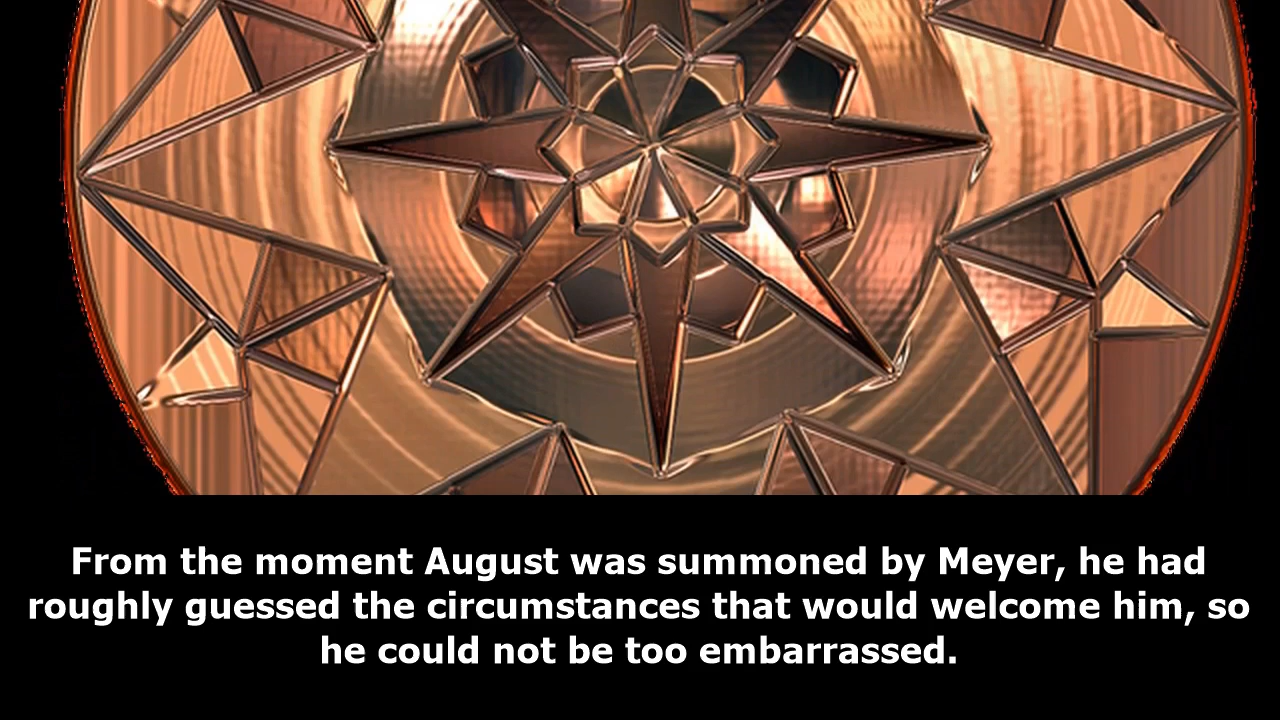 From the moment August was summoned by Meyer, he had
roughly guessed the circumstances that would welcome him, so
he could not be too embarrassed.